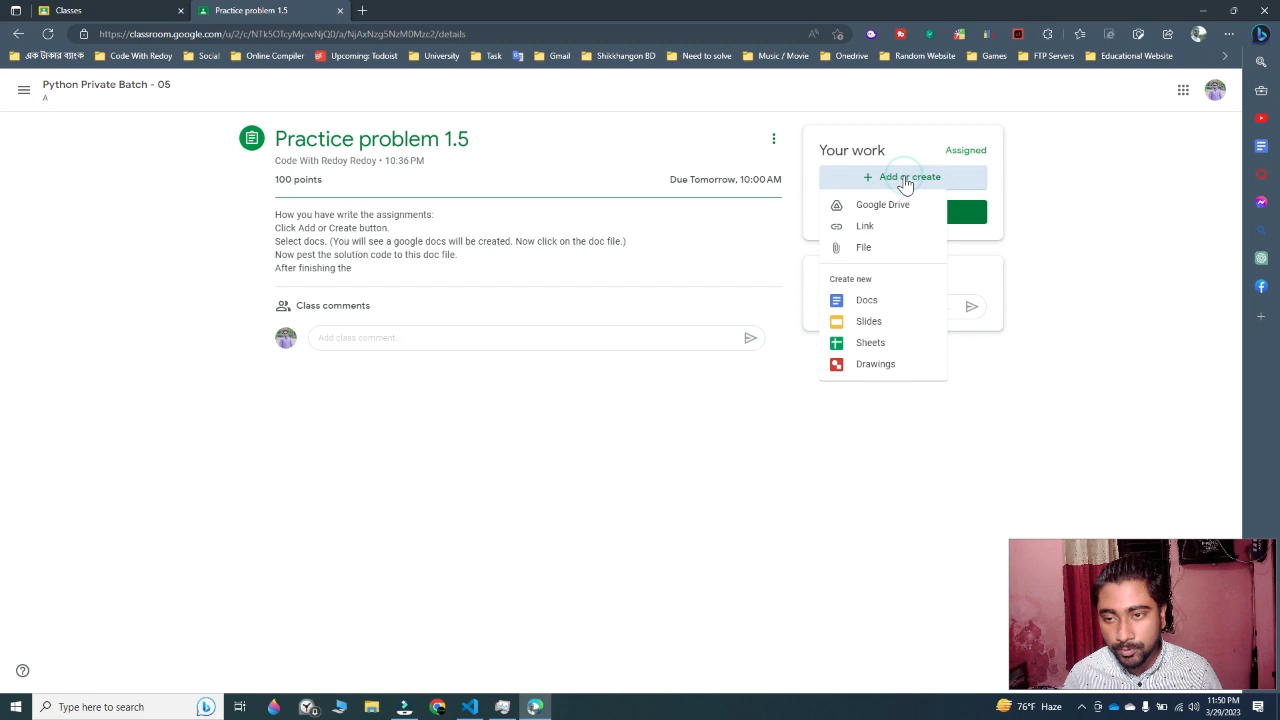 Classes
Practice problem 1.5
https://classroom.google.com/u/2/c/NTk5OTcyMjcwNjQ0/a/NjAxNzg5NzM0Mzc2/details
এক টাকার ব্যাংক
Code With Redoy
Social
Online Compiler
Upcoming: Todoist
University
Task
Gmail
Shikkhangon BD
Need to solve
Music / Movie
Onedrive
Random Website
Games
FTP Servers
Educational Website
Python Private Batch - 05
A
Practice problem 1.5
Code With Redoy Redoy • 10:36 PM
100 points
Due Tomorrow, 10:00 AM
How you have write the assignments:
Click Add or Create button.
Select docs. (You will see a google docs will be created. Now click on the doc file.)
Now pest the solution code to this doc file.
After finishing the
Class comments
Add class comment...
Your work
Assigned
Add or create
Google Drive
Link
File
Create new
Docs
Slides
Sheets
Drawings
Type here to search
76°F Haze
11:50 PM
3/29/2023